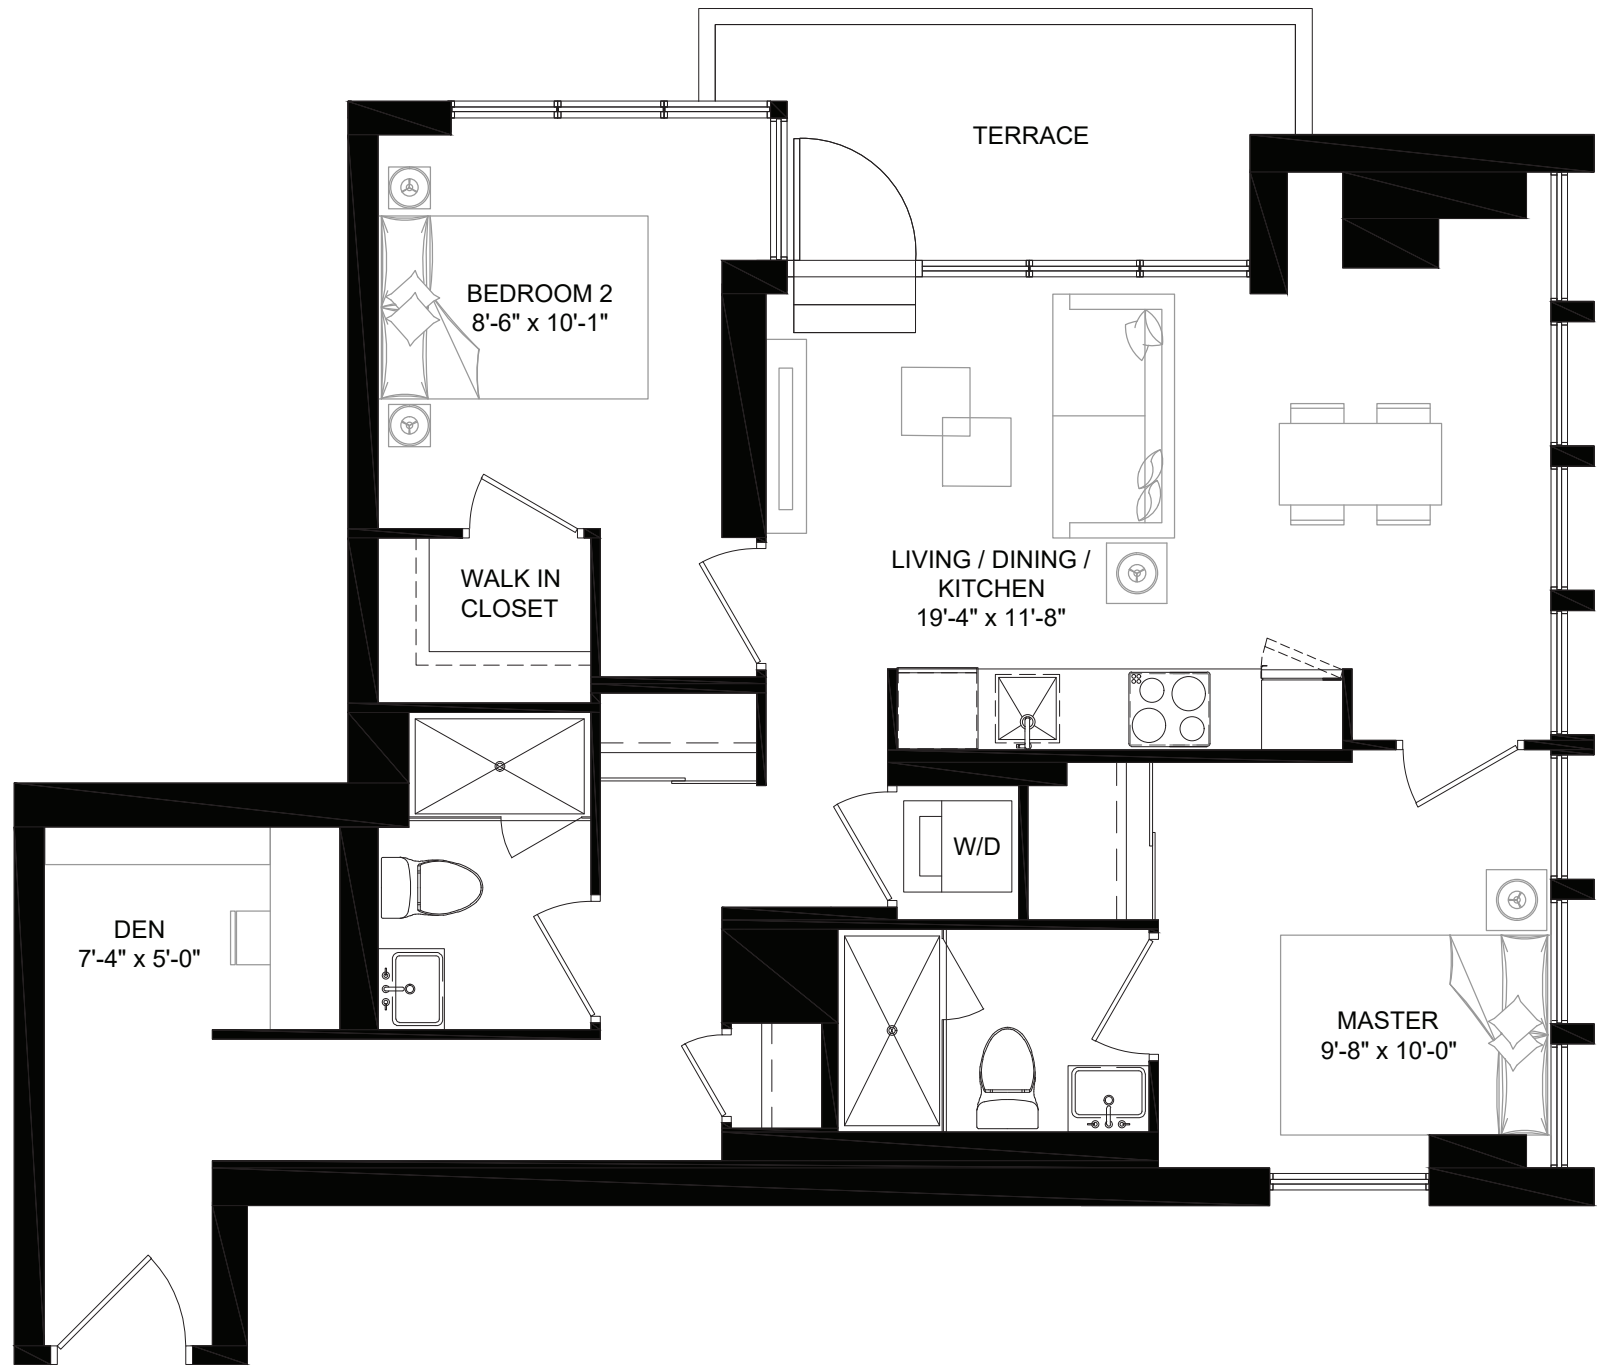 TERRACE
BEDROOM 2
8'-6" x 10'-1"
WALK IN
CLOSET
LIVING / DINING /
KITCHEN
19'-4" x 11'-8"
W/D
DEN
7'-4" x 5'-0"
MASTER
9'-8" x 10'-0"